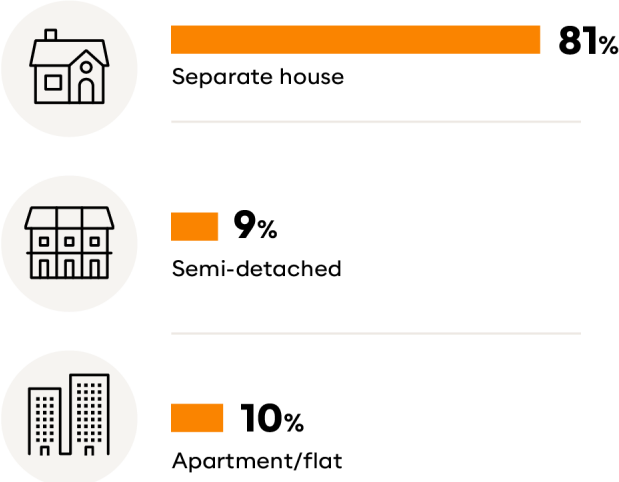 81%
Separate house
9%
Semi-detached
10%
Apartment/flat